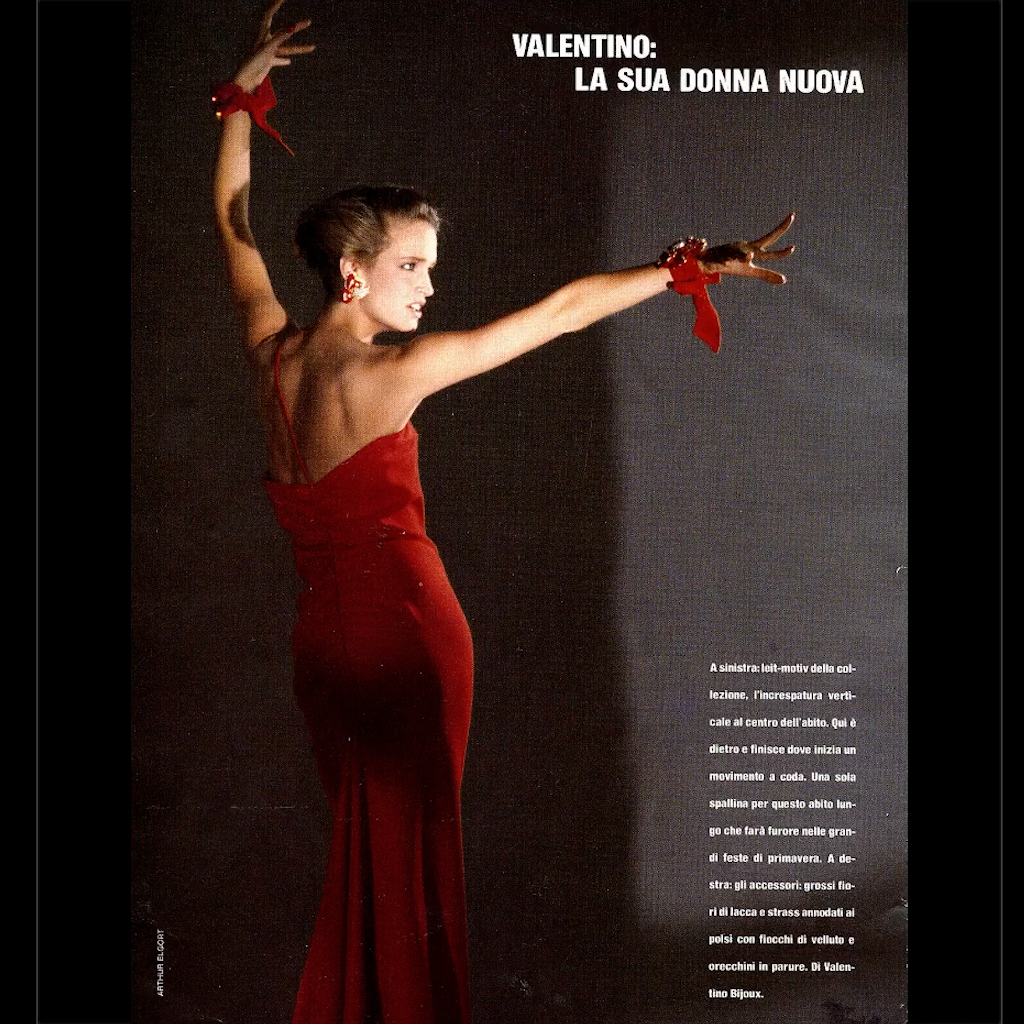 VALENTINO:
LA SUA DONNA NUOVA
A sinistra: leit-motiv della col-
lezione, l'increspatura verti-
cale al centro dell'abito. Qui è
dietro e finisce dove inizia un
movimento a coda. Una sola
spallina per questo abito lun-
go che farà furore nelle gran-
di feste di primavera. A de-
stra: gli accessori: grossi fio-
ri di lacca e strass annodati ai
polsi con fiocchi di velluto e
orecchini in parure. Di Valen-
tino Bijoux.
ARTHUR ELGORT